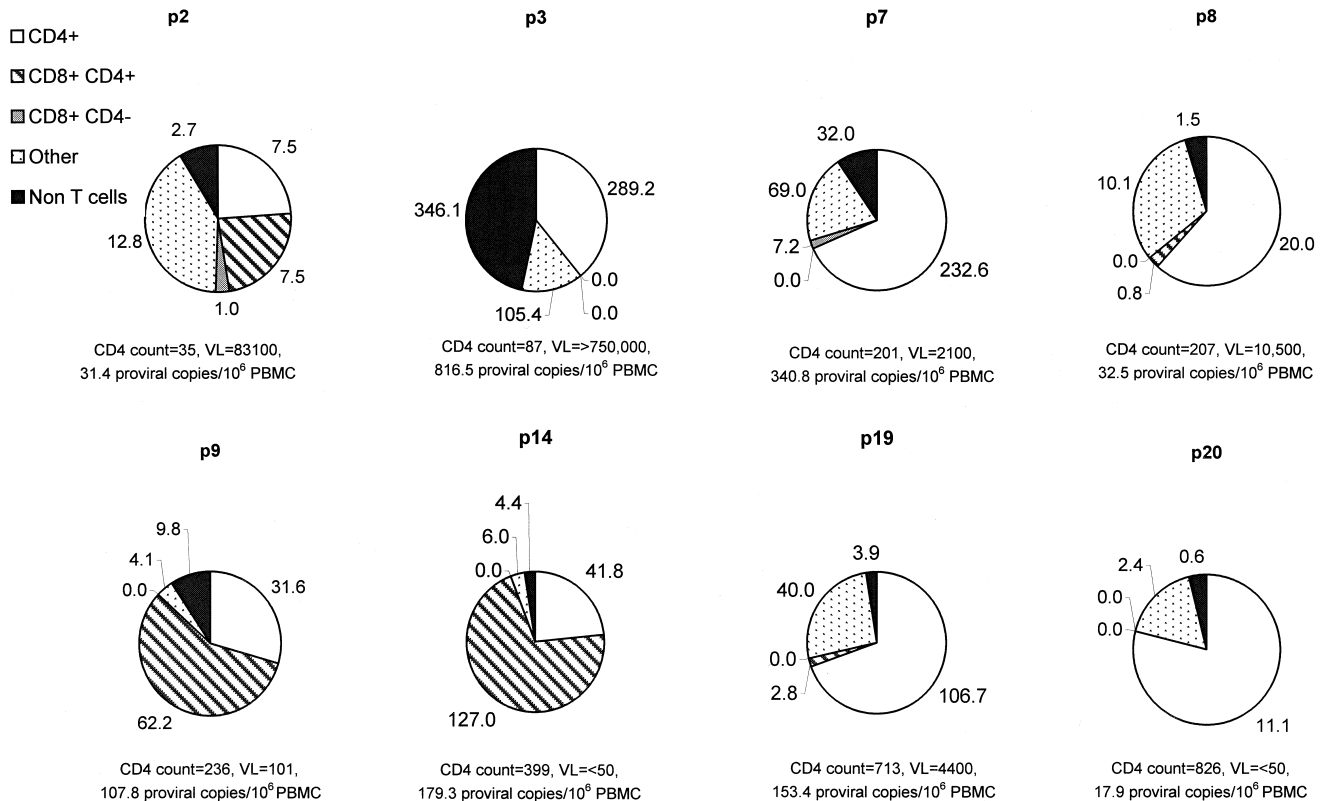 p2
p3
p7
p8
CD4+
CD8+ CD4+
CD8+ CD4-
Other
Non T cells
2.7
7.5
12.8
7.5
1.0
CD4 count=35, VL=83100,
31.4 proviral copies/10⁶ PBMC
346.1
289.2
0.0
0.0
105.4
CD4 count=87, VL=>750,000,
816.5 proviral copies/10⁶ PBMC
32.0
69.0
7.2
0.0
232.6
CD4 count=201, VL=2100,
340.8 proviral copies/10⁶ PBMC
1.5
10.1
0.0
0.8
20.0
CD4 count=207, VL=10,500,
32.5 proviral copies/10⁶ PBMC
p9
p14
p19
p20
9.8
4.1
0.0
31.6
62.2
CD4 count=236, VL=101,
107.8 proviral copies/10⁶ PBMC
4.4
6.0
0.0
41.8
127.0
CD4 count=399, VL=<50,
179.3 proviral copies/10⁶ PBMC
3.9
40.0
0.0
2.8
106.7
CD4 count=713, VL=4400,
153.4 proviral copies/10⁶ PBMC
0.6
2.4
0.0
0.0
11.1
CD4 count=826, VL=<50,
17.9 proviral copies/10⁶ PBMC